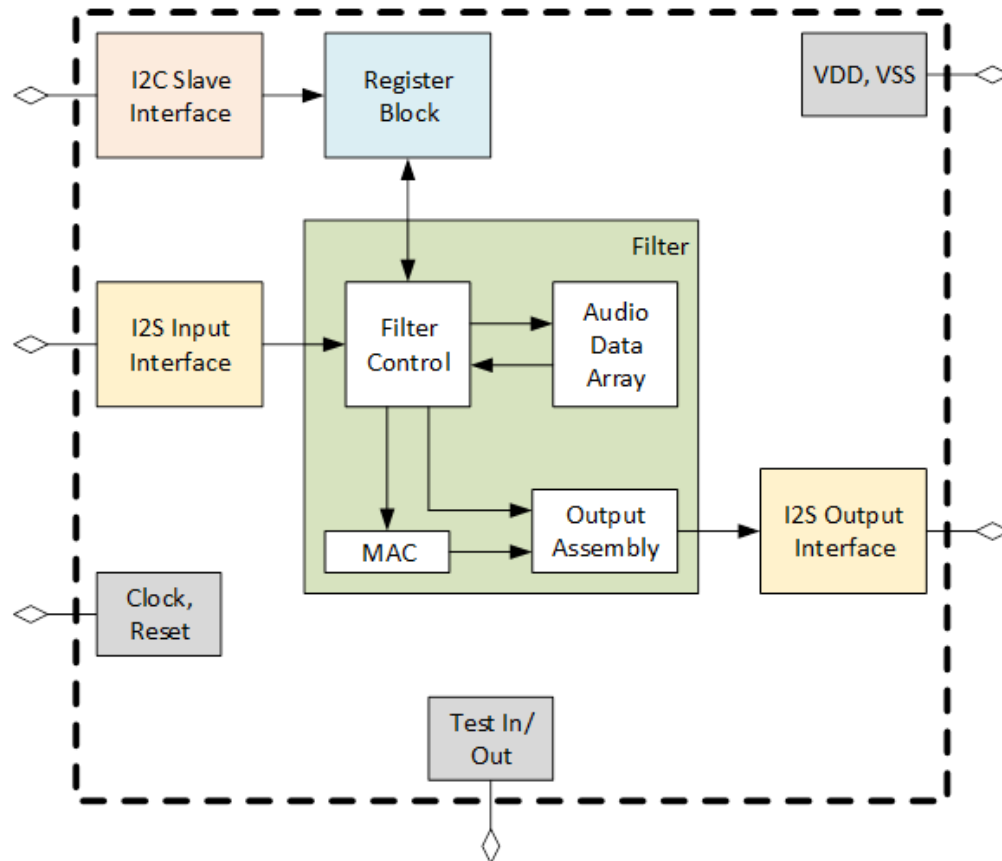 I2C Slave
Interface
Register
Block
VDD, VSS
Filter
I2S Input
Interface
Filter
Control
Audio
Data
Array
MAC
Output
Assembly
I2S Output
Interface
Clock,
Reset
Test In/
Out